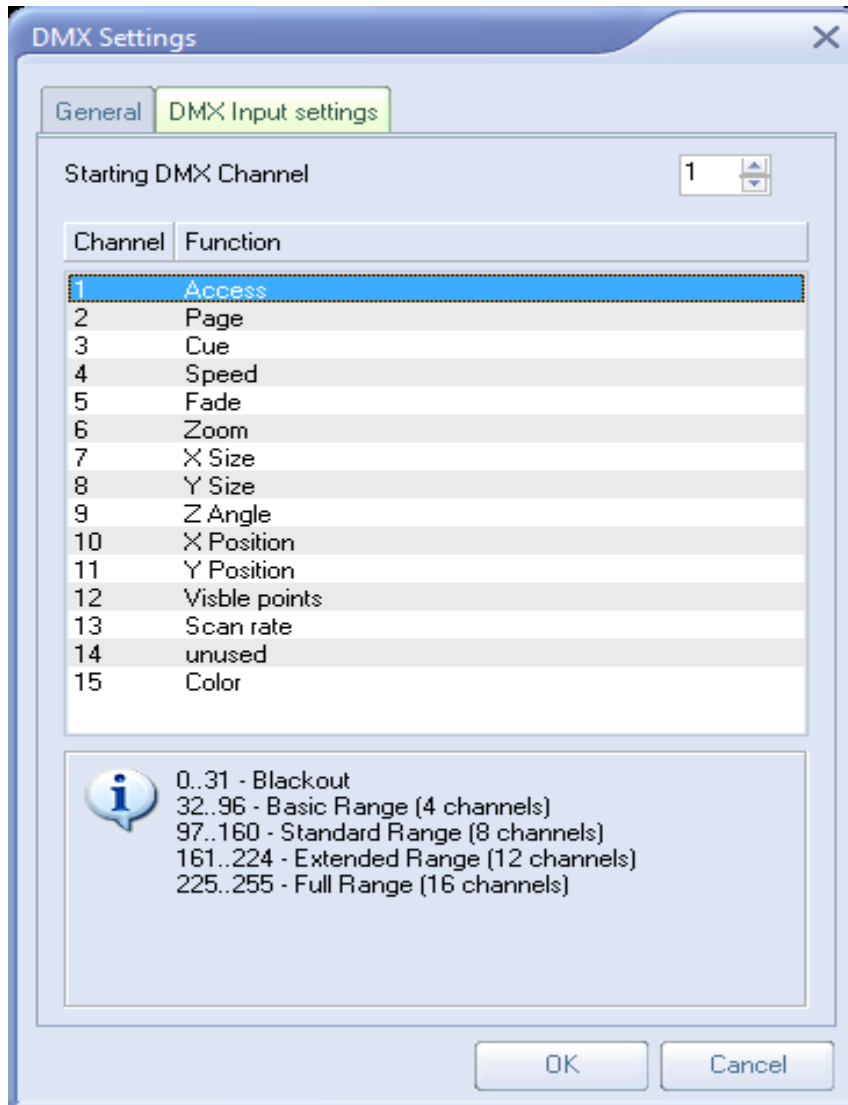 DMX Settings
General DMX Input settings
Starting DMX Channel 1
Channel Function
1 Access
2 Page
3 Cue
4 Speed
5 Fade
6 Zoom
7 X Size
8 Y Size
9 Z Angle
10 X Position
11 Y Position
12 Visble points
13 Scan rate
14 unused
15 Color
0..31 - Blackout
32..96 - Basic Range (4 channels)
97..160 - Standard Range (8 channels)
161..224 - Extended Range (12 channels)
225..255 - Full Range (16 channels)
OK Cancel